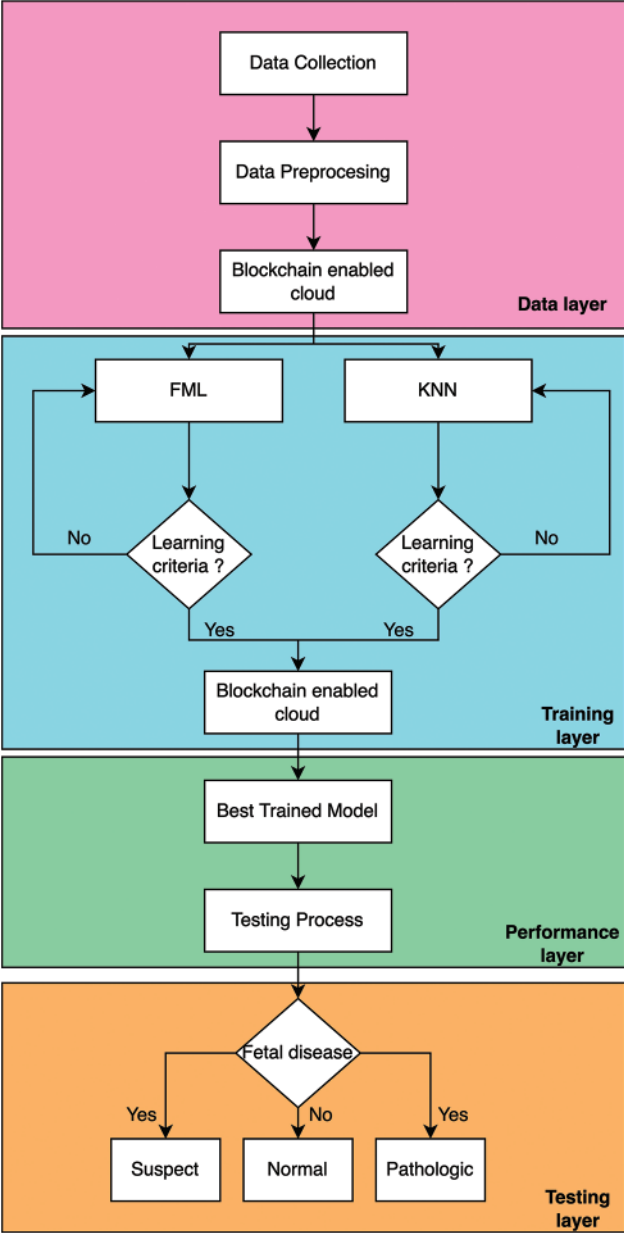 Data Collection
Data Preprocesing
Blockchain enabled
cloud
Data layer
FML
KNN
No
Learning
criteria ?
Learning
criteria ?
No
Yes
Yes
Blockchain enabled
cloud
Training
layer
Best Trained Model
Testing Process
Performance
layer
Fetal disease
Yes
No
Yes
Suspect
Normal
Pathologic
Testing
layer